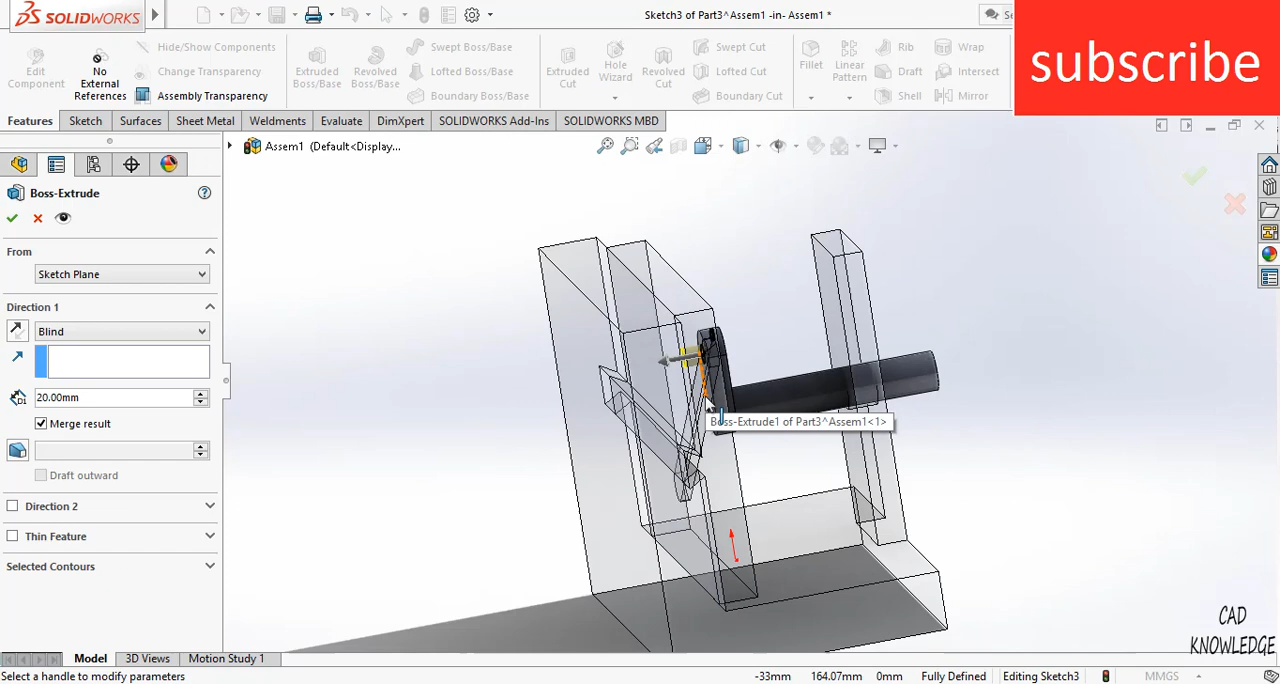 SOLIDWORKS
Sketch3 of Part3^Assem1 -in- Assem1 *
subscribe
Edit Component
No External References
Hide/Show Components
Change Transparency
Assembly Transparency
Extruded Boss/Base
Revolved Boss/Base
Swept Boss/Base
Lofted Boss/Base
Boundary Boss/Base
Extruded Cut
Hole Wizard
Revolved Cut
Swept Cut
Lofted Cut
Boundary Cut
Fillet
Linear Pattern
Rib
Draft
Shell
Wrap
Intersect
Mirror
Features
Sketch
Surfaces
Sheet Metal
Weldments
Evaluate
DimXpert
SOLIDWORKS Add-Ins
SOLIDWORKS MBD
Assem1 (Default<Display...
Boss-Extrude
From
Sketch Plane
Direction 1
Blind
20.00mm
Merge result
Draft outward
Direction 2
Thin Feature
Selected Contours
Boss-Extrude1 of Part3^Assem1<1>
CAD
KNOWLEDGE
Model
3D Views
Motion Study 1
Select a handle to modify parameters
-33mm
164.07mm
0mm
Fully Defined
Editing Sketch3
MMGS